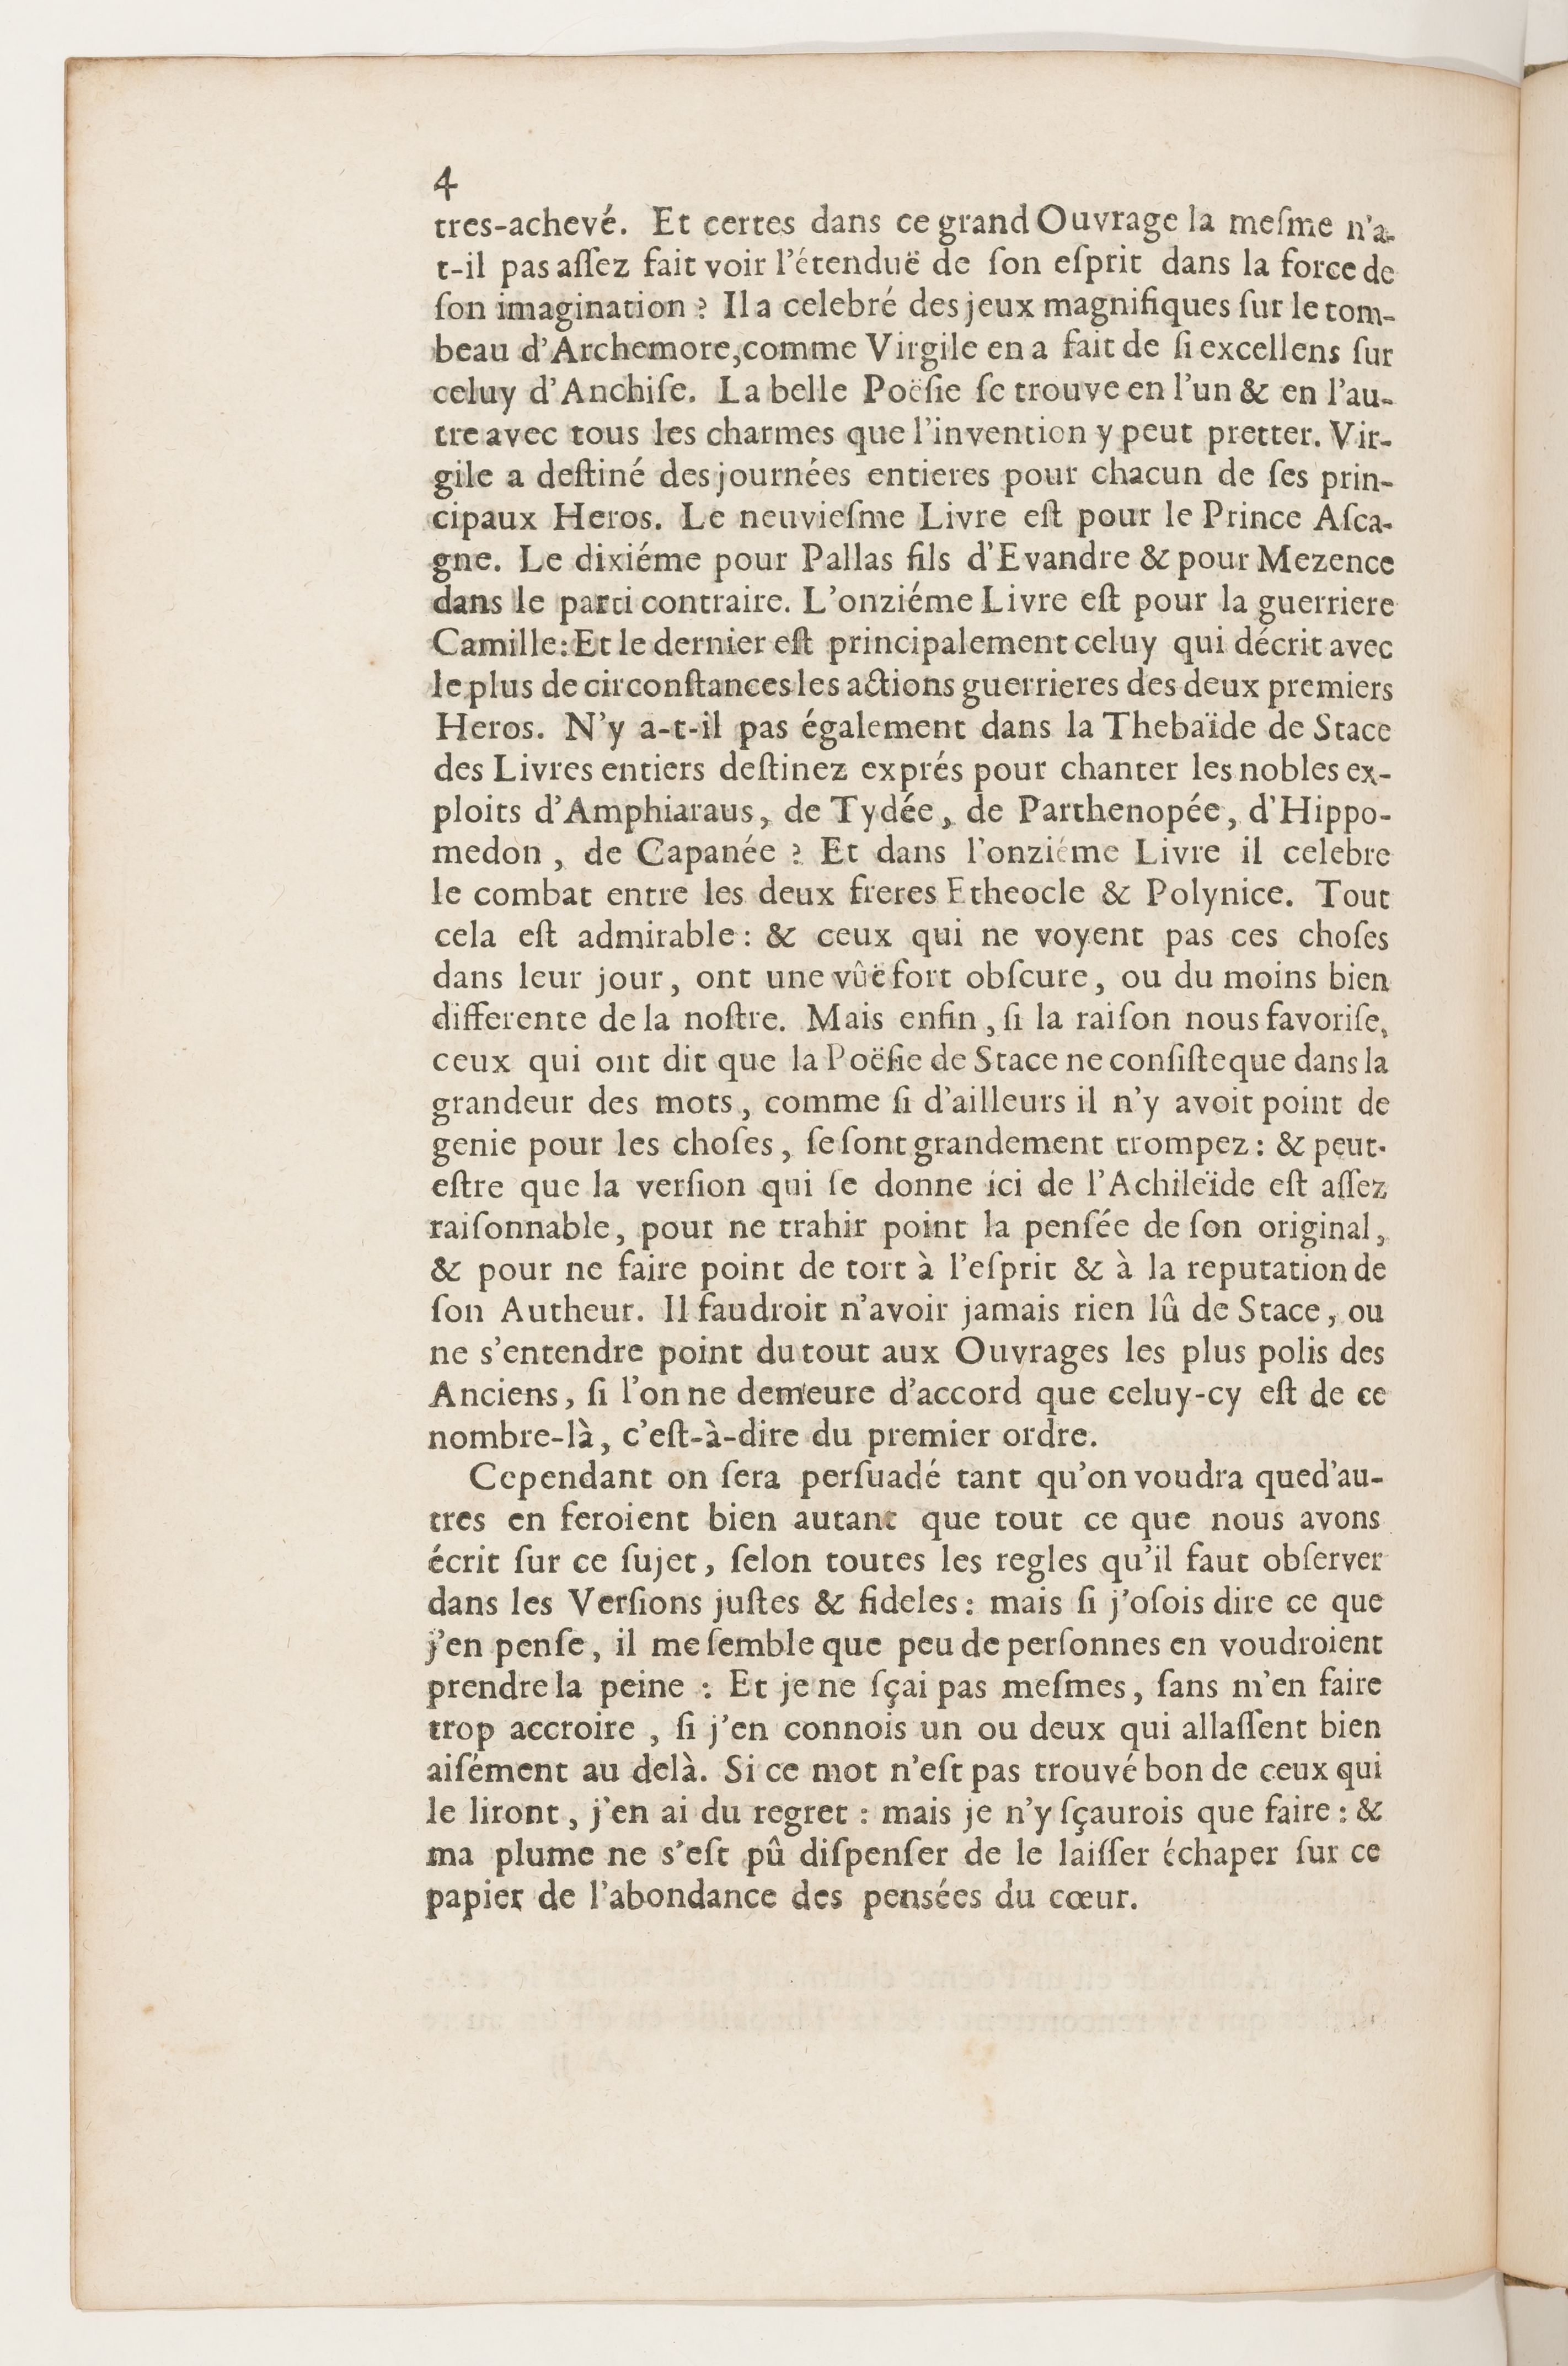 4
tres-achevé. Et certes dans ce grand Ouvrage la meſme n'a-
t-il pas aſſez fait voir l'étenduë de ſon eſprit dans la force de
ſon imagination ? Il a celebré des jeux magnifiques ſur le tom-
beau d'Archemore, comme Virgile en a fait de ſi excellens ſur
celuy d'Anchiſe. La belle Poëſie ſe trouve en l'un & en l'au-
tre avec tous les charmes que l'invention y peut pretter. Vir-
gile a deſtiné des journées entieres pour chacun de ſes prin-
cipaux Heros. Le neuvieſme Livre eſt pour le Prince Aſca-
gne. Le dixiéme pour Pallas fils d'Evandre & pour Mezence
dans le parti contraire. L'onziéme Livre eſt pour la guerriere
Camille: Et le dernier eſt principalement celuy qui décrit avec
le plus de circonſtances les actions guerrieres des deux premiers
Heros. N'y a-t-il pas également dans la Thebaïde de Stace
des Livres entiers deſtinez exprés pour chanter les nobles ex-
ploits d'Amphiaraus, de Tydée, de Parthenopée, d'Hippo-
medon, de Capanée ? Et dans l'onziéme Livre il celebre
le combat entre les deux freres Etheocle & Polynice. Tout
cela eſt admirable : & ceux qui ne voyent pas ces choſes
dans leur jour, ont une vûë fort obſcure, ou du moins bien
differente de la noſtre. Mais enfin, ſi la raiſon nous favoriſe,
ceux qui ont dit que la Poëſie de Stace ne conſiſte que dans la
grandeur des mots, comme ſi d'ailleurs il n'y avoit point de
genie pour les choſes, ſe ſont grandement trompez : & peut-
eſtre que la verſion qui ſe donne ici de l'Achileïde eſt aſſez
raiſonnable, pour ne trahir point la penſée de ſon original,
& pour ne faire point de tort à l'eſprit & à la reputation de
ſon Autheur. Il faudroit n'avoir jamais rien lû de Stace, ou
ne s'entendre point du tout aux Ouvrages les plus polis des
Anciens, ſi l'on ne demeure d'accord que celuy-cy eſt de ce
nombre-là, c'eſt-à-dire du premier ordre.
Cependant on ſera perſuadé tant qu'on voudra que d'au-
tres en feroient bien autant que tout ce que nous avons
écrit ſur ce ſujet, ſelon toutes les regles qu'il faut obſerver
dans les Verſions juſtes & fideles : mais ſi j'oſois dire ce que
j'en penſe, il me ſemble que peu de perſonnes en voudroient
prendre la peine : Et je ne ſçai pas meſmes, ſans m'en faire
trop accroire, ſi j'en connois un ou deux qui allaſſent bien
aiſément au delà. Si ce mot n'eſt pas trouvé bon de ceux qui
le liront, j'en ai du regret : mais je n'y ſçaurois que faire : &
ma plume ne s'eſt pû diſpenſer de le laiſſer échaper ſur ce
papier de l'abondance des pensées du cœur.